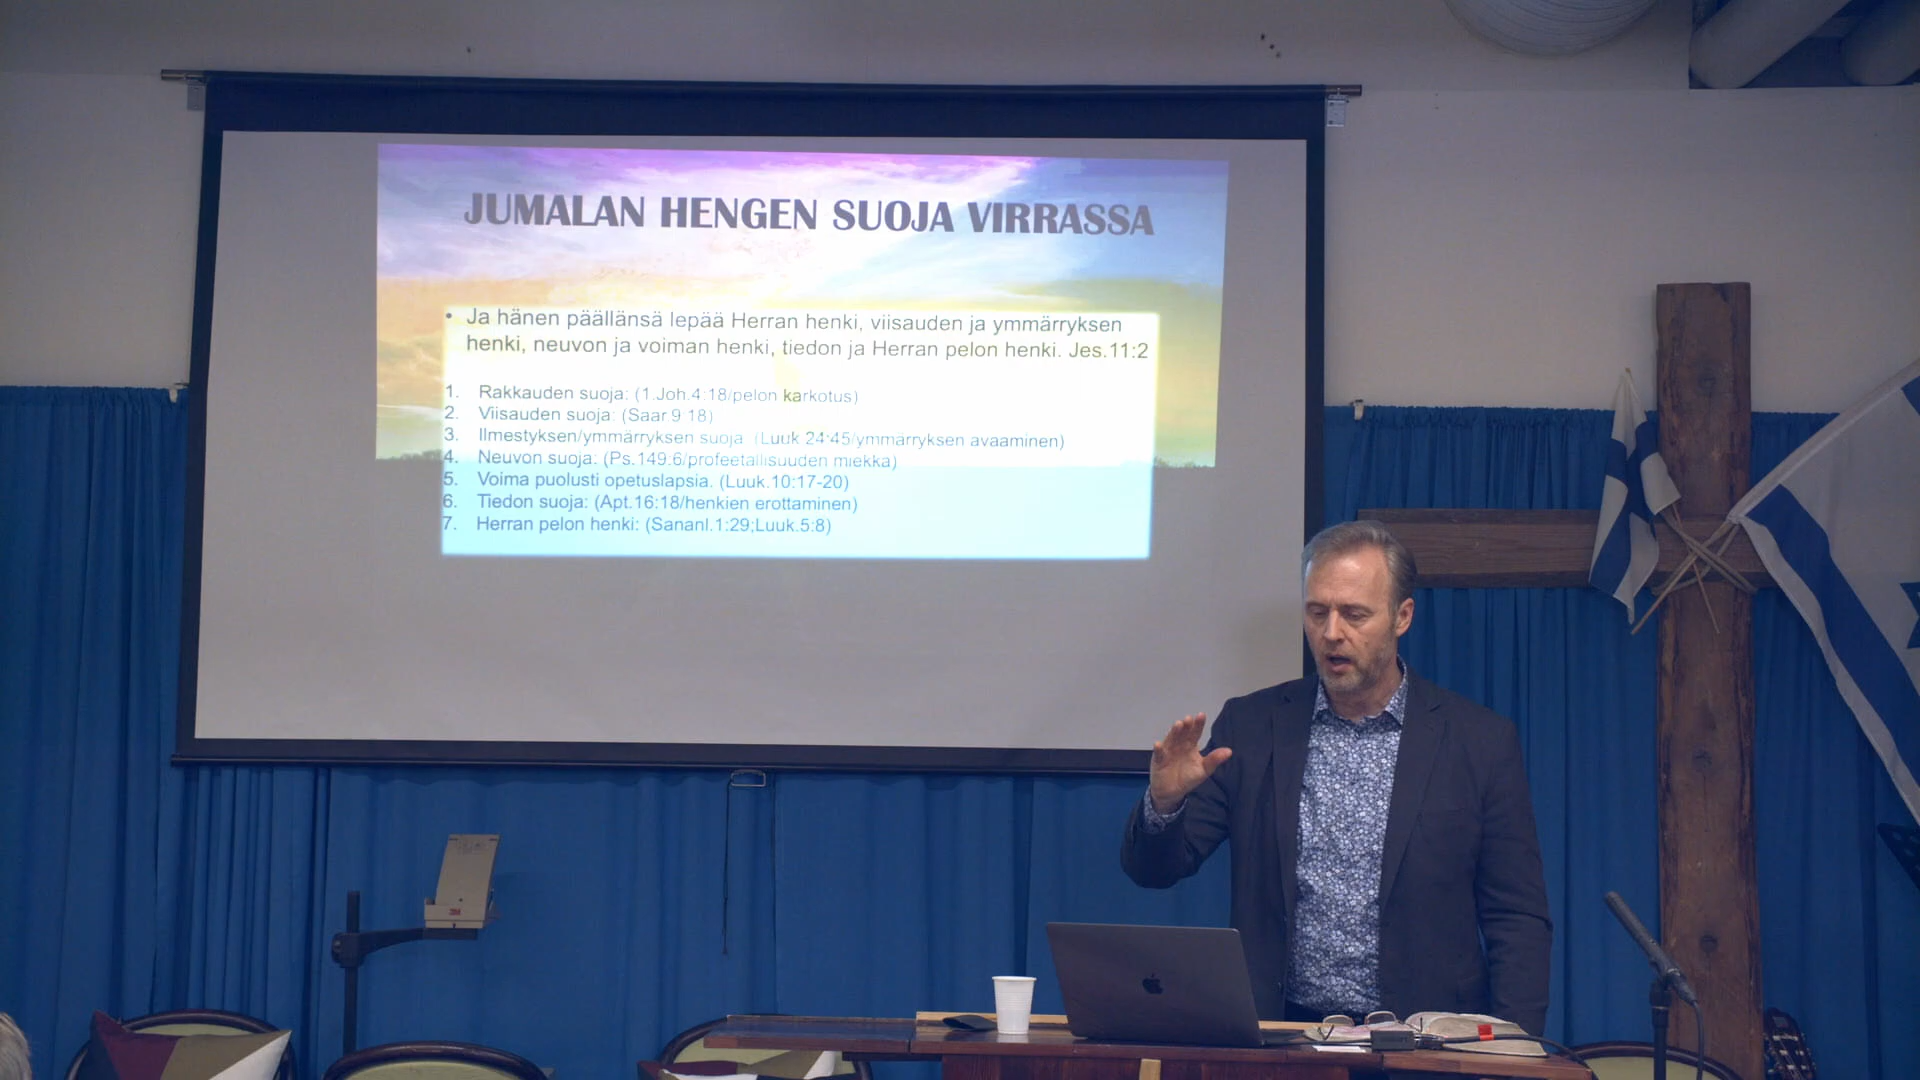 JUMALAN HENGEN SUOJA VIRRASSA
• Ja hänen päällänsä lepää Herran henki, viisauden ja ymmärryksen
henki, neuvon ja voiman henki, tiedon ja Herran pelon henki. Jes.11:2
1. Rakkauden suoja: (1.Joh.4:18/pelon karkotus)
2. Viisauden suoja: (Saar.9:18)
3. Ilmestyksen/ymmärryksen suoja: (Luuk.24:45/ymmärryksen avaaminen)
4. Neuvon suoja: (Ps.149:6/profeetallisuuden miekka)
5. Voima puolusti opetuslapsia. (Luuk.10:17-20)
6. Tiedon suoja: (Apt.16:18/henkien erottaminen)
7. Herran pelon henki: (Sananl.1:29;Luuk.5:8)
3M